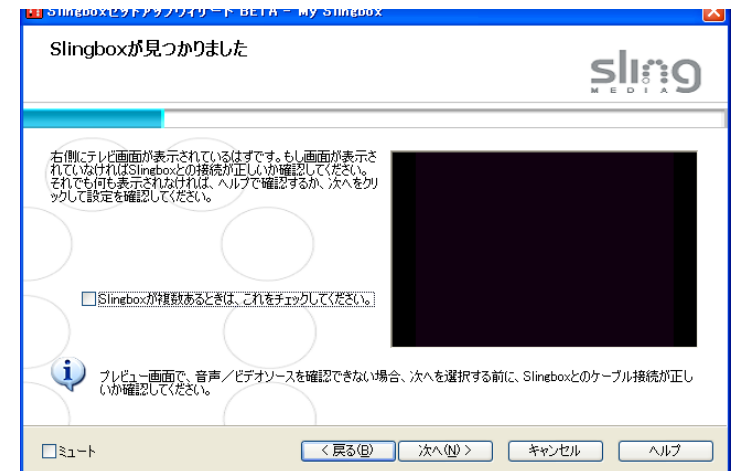 Slingboxセットアップウィザード BETA - My Slingbox
Slingboxが見つかりました
sling
MEDIA
右側にテレビ画面が表示されているはずです。もし画面が表示さ
れていなければSlingboxとの接続が正しいか確認してください。
それでも何も表示されなければ、ヘルプで確認するか、次へをクリ
ックして設定を確認してください。
Slingboxが複数あるときは、これをチェックしてください。
プレビュー画面で、音声／ビデオソースを確認できない場合、次へを選択する前に、Slingboxとのケーブル接続が正し
いか確認してください。
ミュート
< 戻る(B)
次へ(N) >
キャンセル
ヘルプ